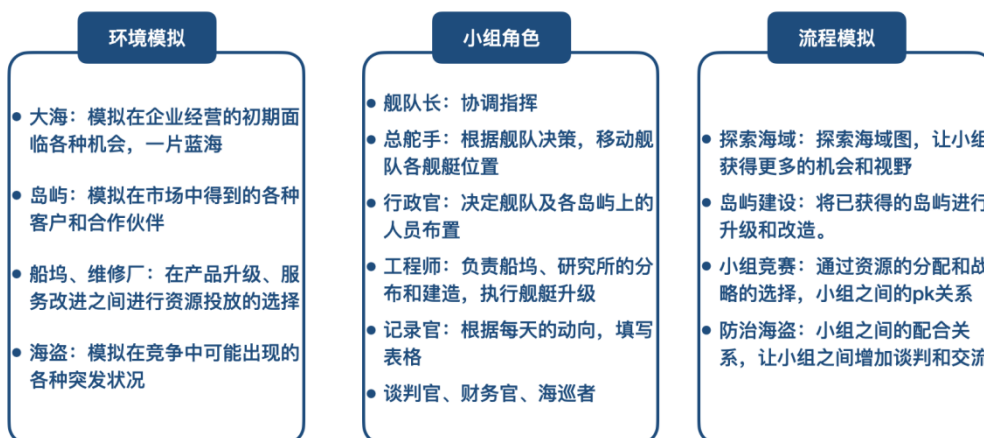 环境模拟
大海：模拟在企业经营的初期面
临各种机会，一片蓝海
岛屿：模拟在市场中得到的各种
客户和合作伙伴
船坞、维修厂：在产品升级、服
务改进之间进行资源投放的选择
海盗：模拟在竞争中可能出现的
各种突发状况
小组角色
舰队长：协调指挥
总舵手：根据舰队决策，移动舰
队各舰艇位置
行政官：决定舰队及各岛屿上的
人员布置
工程师：负责船坞、研究所的分
布和建造，执行舰艇升级
记录官：根据每天的动向，填写
表格
谈判官、财务官、海巡者
流程模拟
探索海域：探索海域图，让小组
获得更多的机会和视野
岛屿建设：将已获得的岛屿进行
升级和改造。
小组竞赛：通过资源的分配和战
略的选择，小组之间的pk关系
防治海盗：小组之间的配合关
系，让小组之间增加谈判和交流